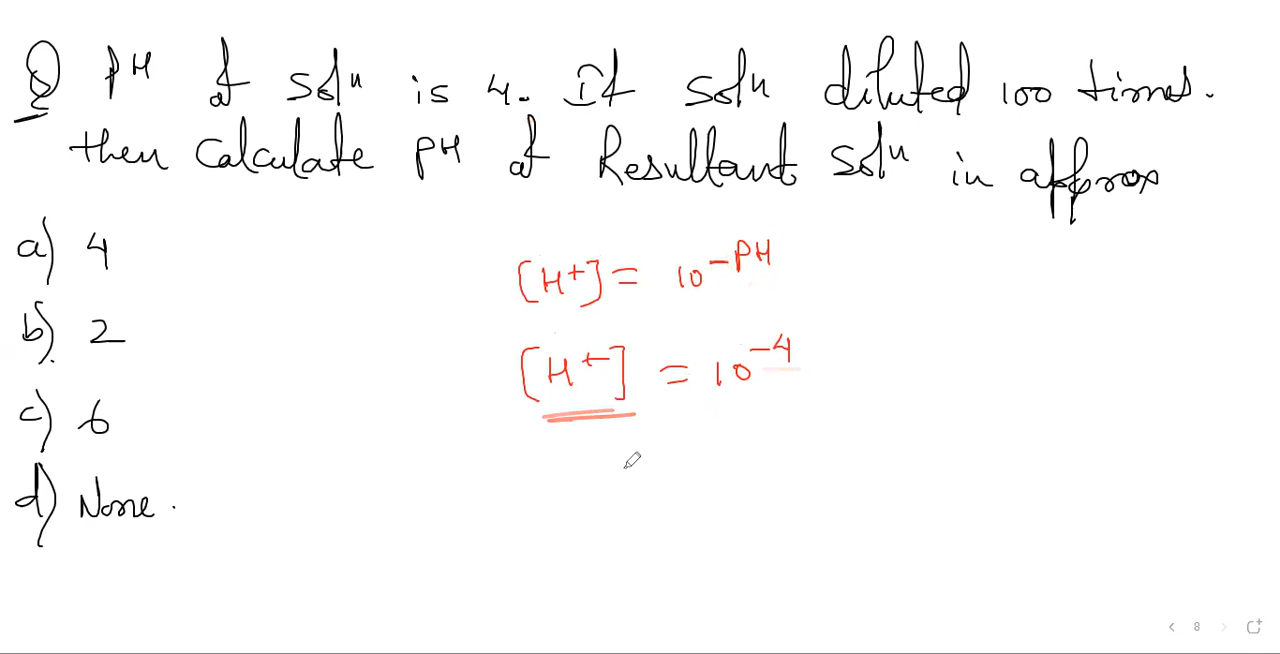 Q PH of soln is 4. If soln diluted 100 times.
then calculate PH of Resultant soln in approx
a) 4
b) 2
c) 6
d) None.
[H+] = 10-PH
[H+] = 10-4
8